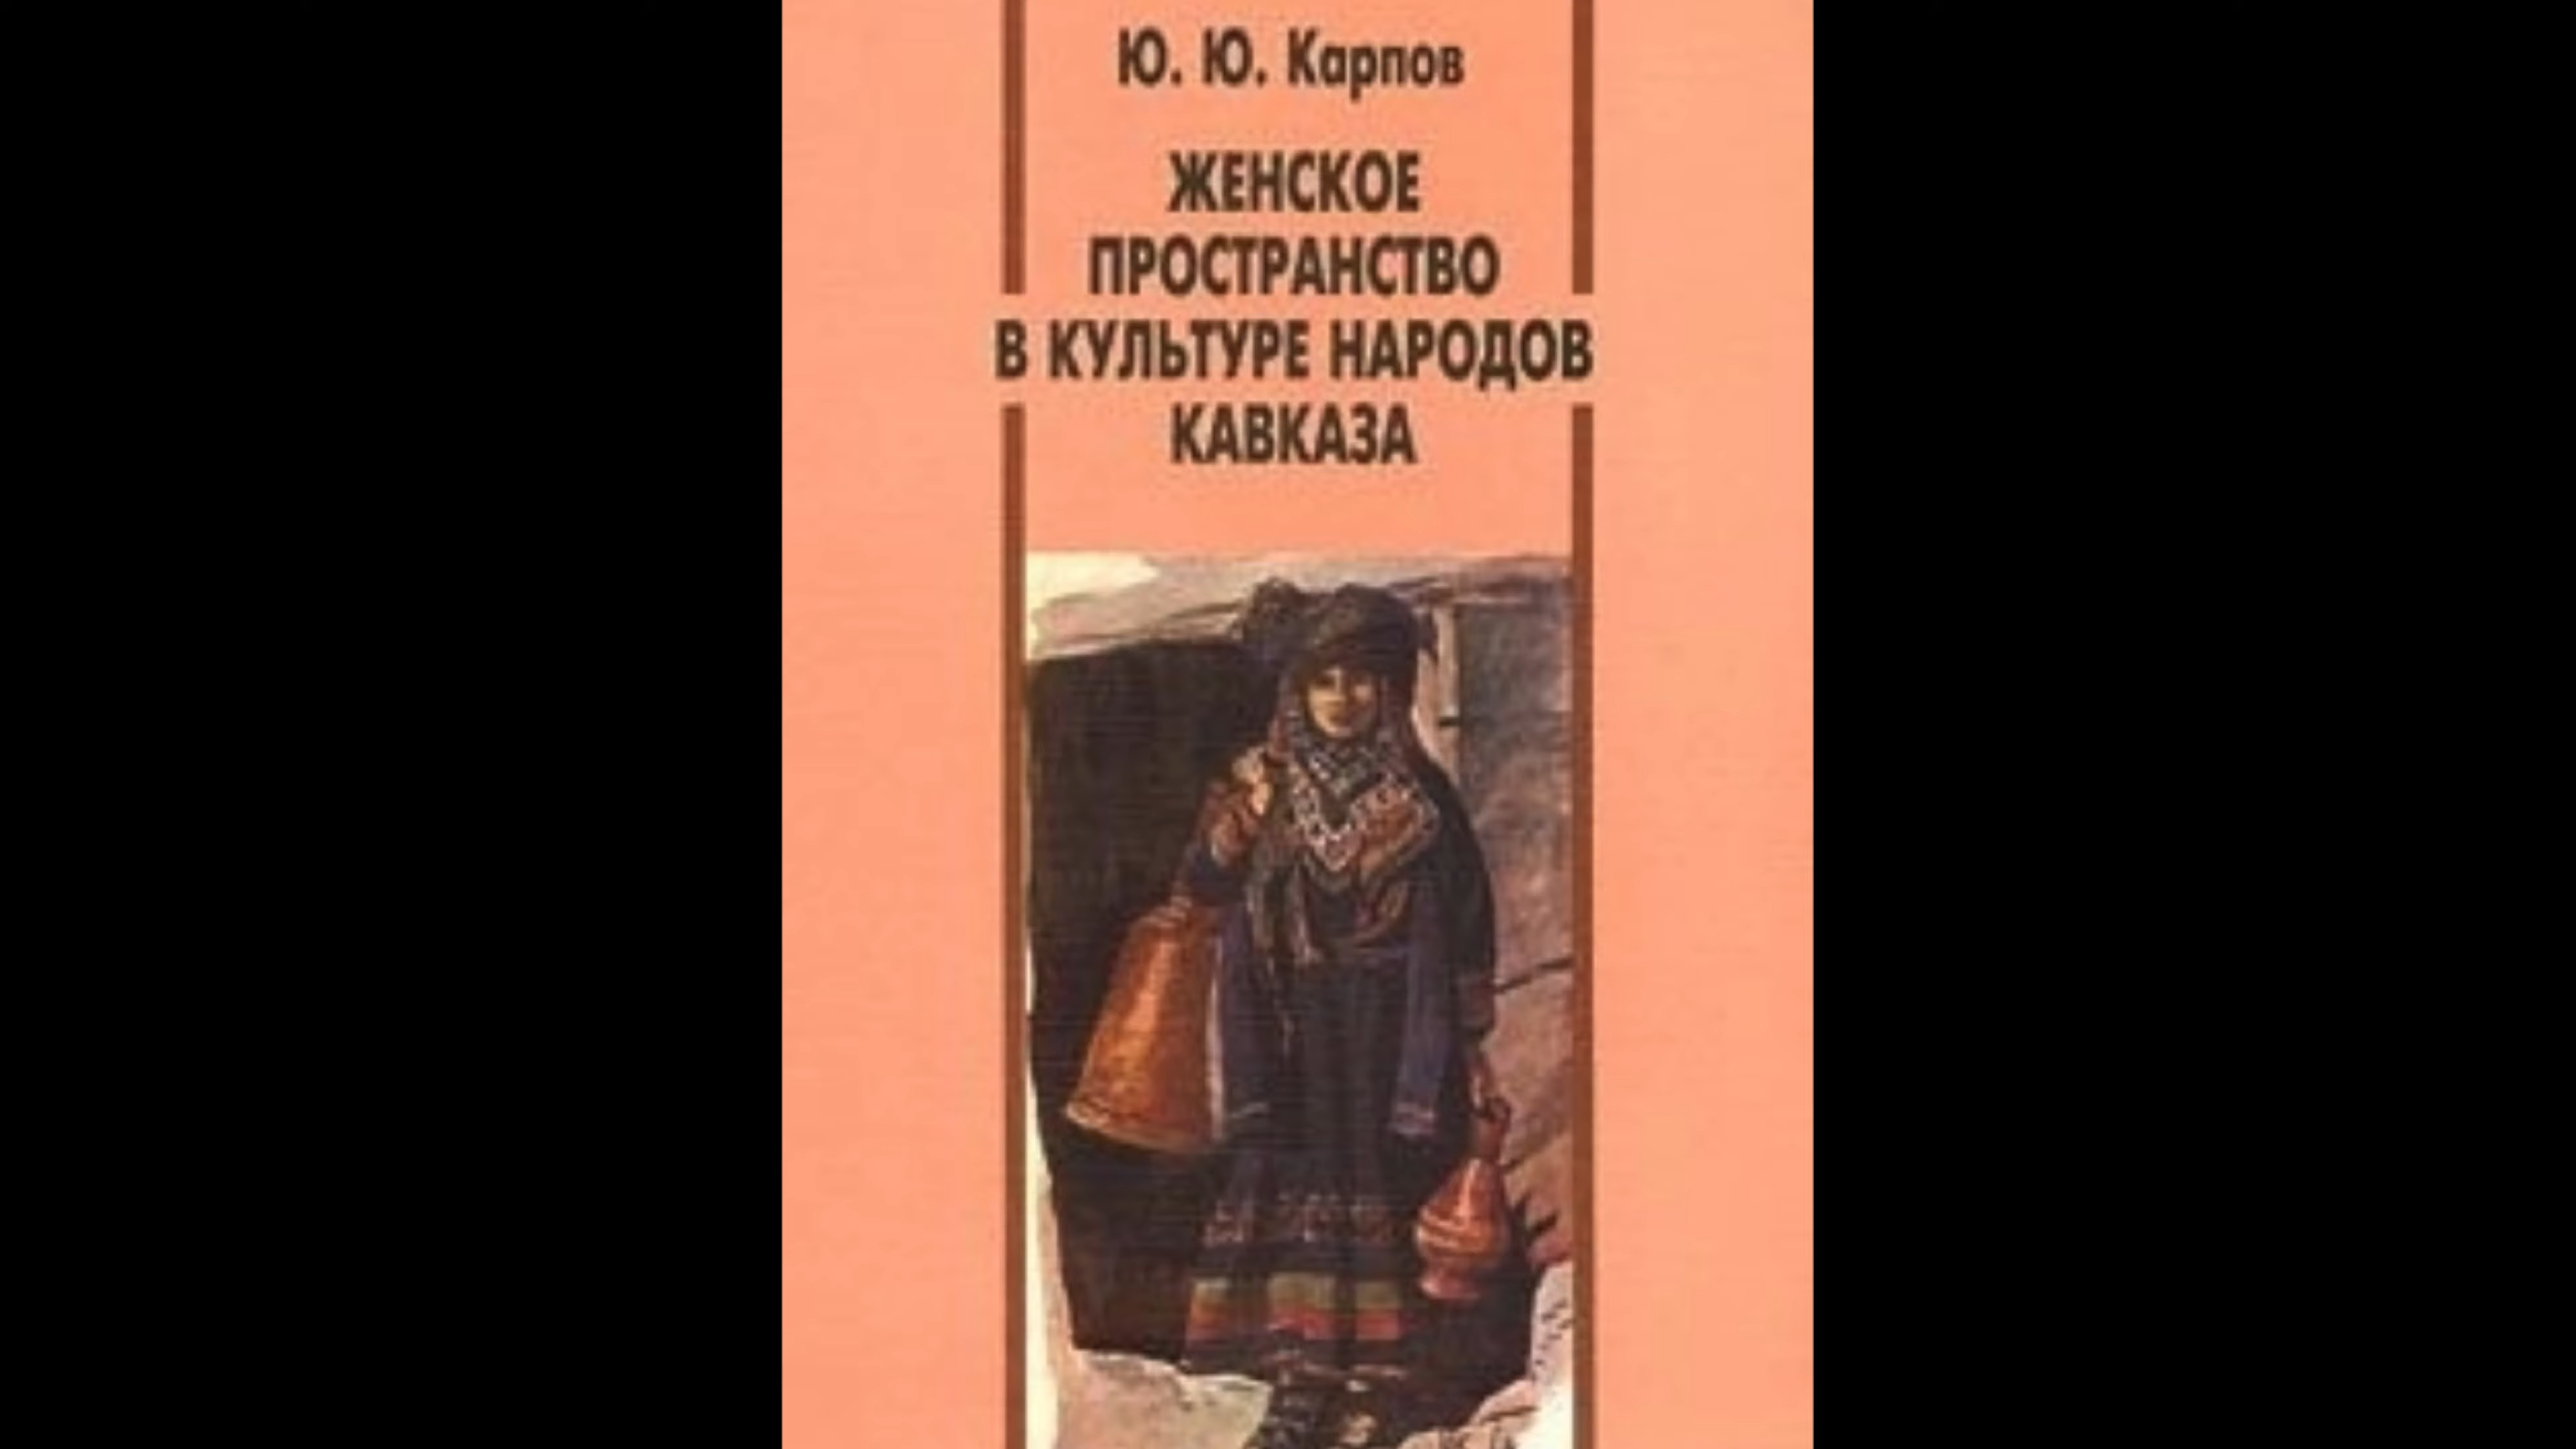 Ю. Ю. Карпов
ЖЕНСКОЕ
ПРОСТРАНСТВО
В КУЛЬТУРЕ НАРОДОВ
КАВКАЗА